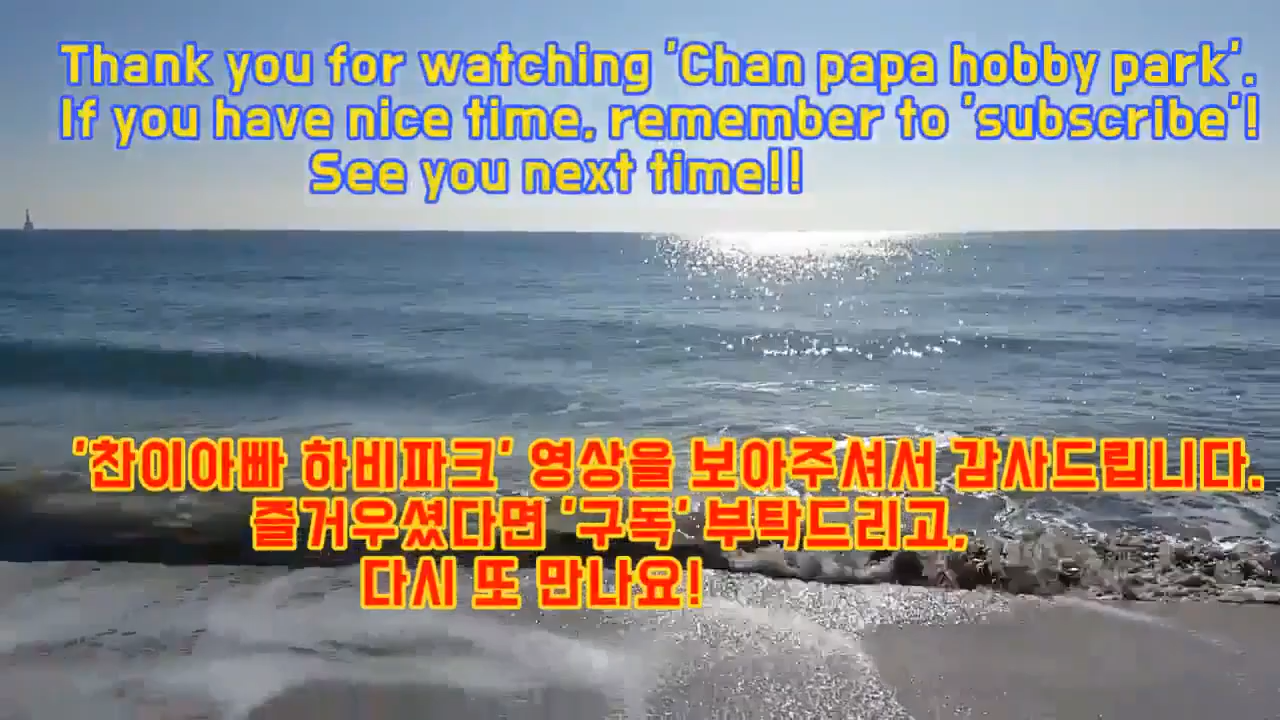 Thank you for watching 'Chan papa hobby park'.
If you have nice time, remember to 'subscribe'!
See you next time!!
'찬이아빠 하비파크' 영상을 보아주셔서 감사드립니다.
즐거우셨다면 '구독' 부탁드리고,
다시 또 만나요!